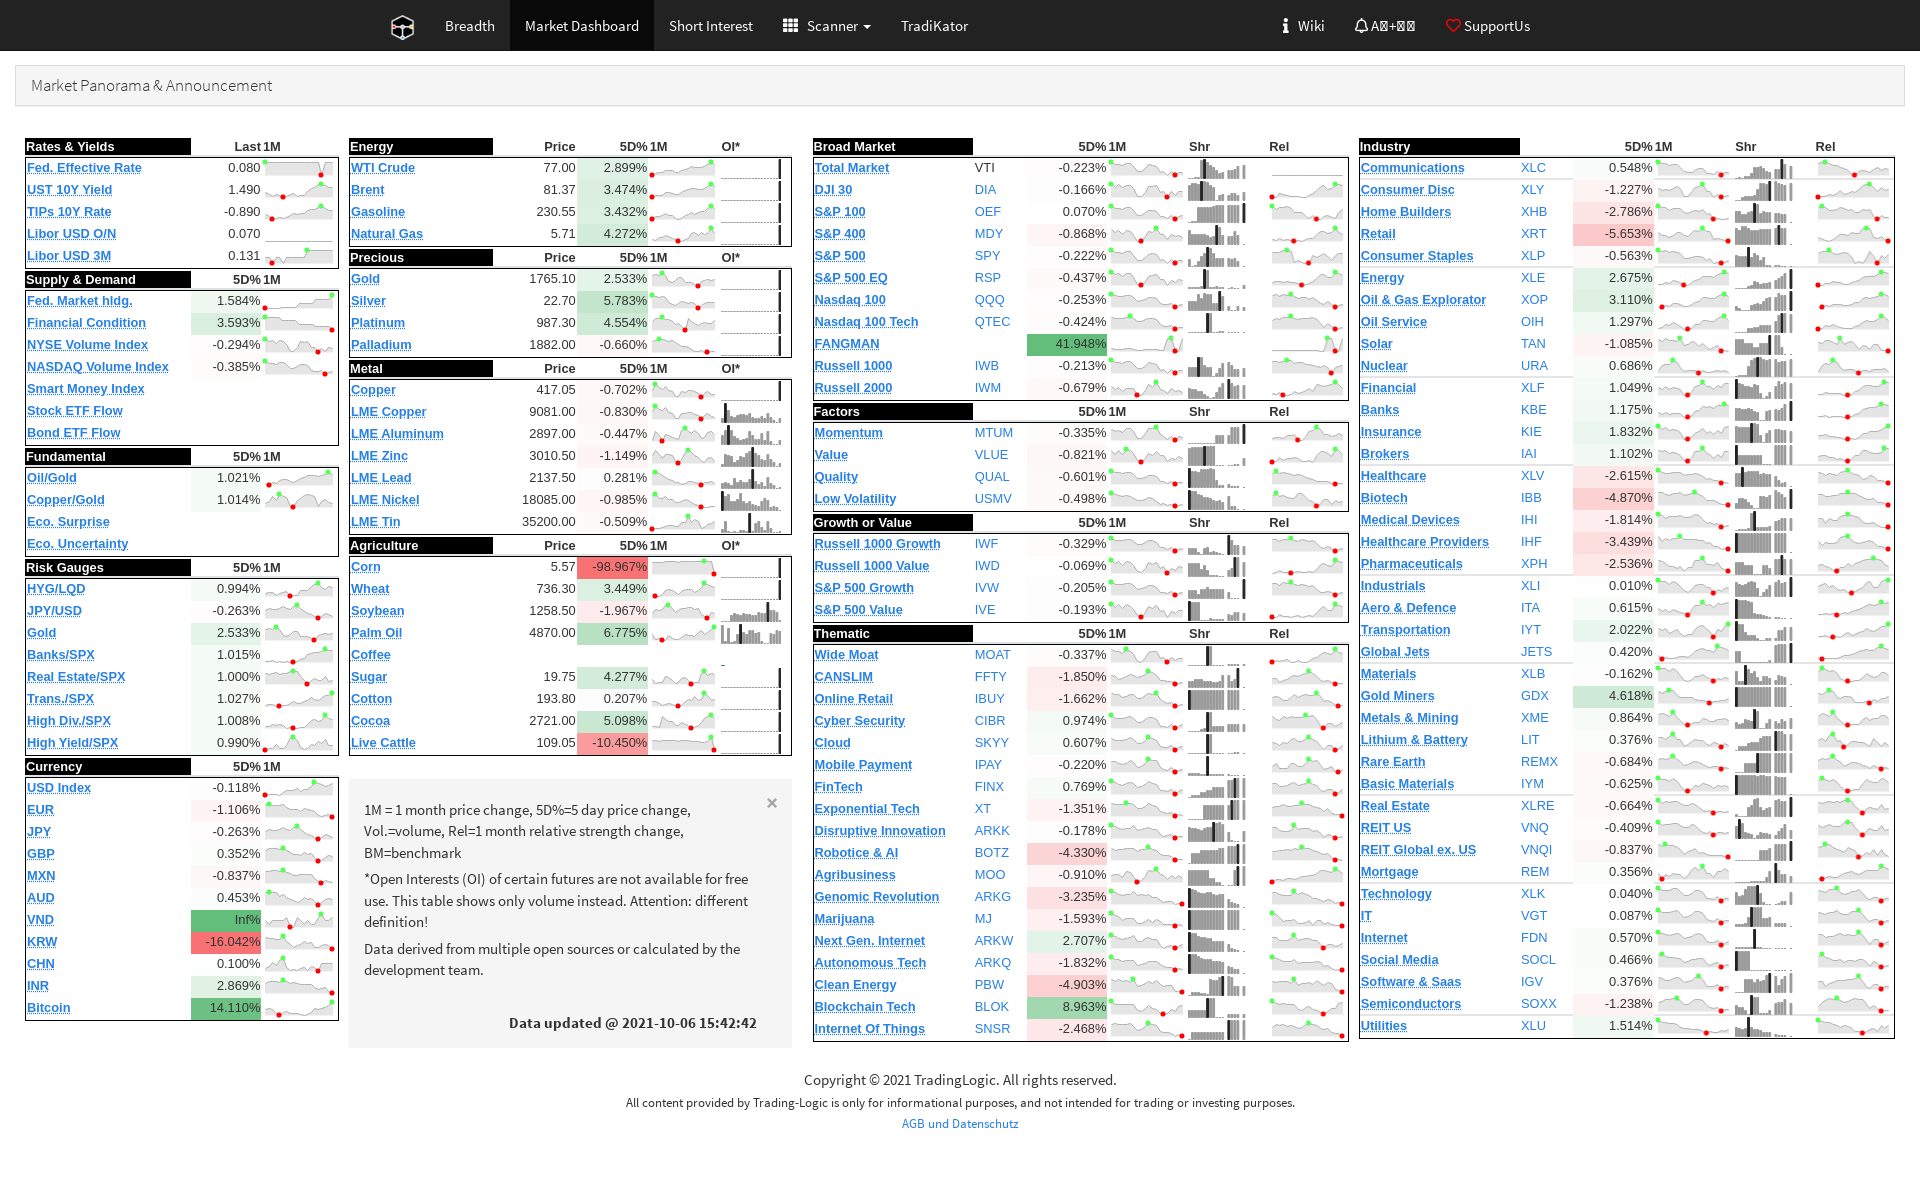 Breadth Market Dashboard Short Interest Scanner TradiKator Wiki SupportUs
Market Panorama & Announcement
Rates & Yields Last 1M
Fed. Effective Rate 0.080
UST 10Y Yield 1.490
TIPs 10Y Rate -0.890
Libor USD O/N 0.070
Libor USD 3M 0.131
Supply & Demand 5D% 1M
Fed. Market hldg. 1.584%
Financial Condition 3.593%
NYSE Volume Index -0.294%
NASDAQ Volume Index -0.385%
Smart Money Index
Stock ETF Flow
Bond ETF Flow
Fundamental 5D% 1M
Oil/Gold 1.021%
Copper/Gold 1.014%
Eco. Surprise
Eco. Uncertainty
Risk Gauges 5D% 1M
HYG/LQD 0.994%
JPY/USD -0.263%
Gold 2.533%
Banks/SPX 1.015%
Real Estate/SPX 1.000%
Trans./SPX 1.027%
High Div./SPX 1.008%
High Yield/SPX 0.990%
Currency 5D% 1M
USD Index -0.118%
EUR -1.106%
JPY -0.263%
GBP 0.352%
MXN -0.837%
AUD 0.453%
VND Inf%
KRW -16.042%
CHN 0.100%
INR 2.869%
Bitcoin 14.110%
Energy Price 5D% 1M OI*
WTI Crude 77.00 2.899%
Brent 81.37 3.474%
Gasoline 230.55 3.432%
Natural Gas 5.71 4.272%
Precious Price 5D% 1M OI*
Gold 1765.10 2.533%
Silver 22.70 5.783%
Platinum 987.30 4.554%
Palladium 1882.00 -0.660%
Metal Price 5D% 1M OI*
Copper 417.05 -0.702%
LME Copper 9081.00 -0.830%
LME Aluminum 2897.00 -0.447%
LME Zinc 3010.50 -1.149%
LME Lead 2137.50 0.281%
LME Nickel 18085.00 -0.985%
LME Tin 35200.00 -0.509%
Agriculture Price 5D% 1M OI*
Corn 5.57 -98.967%
Wheat 736.30 3.449%
Soybean 1258.50 -1.967%
Palm Oil 4870.00 6.775%
Coffee
Sugar 19.75 4.277%
Cotton 193.80 0.207%
Cocoa 2721.00 5.098%
Live Cattle 109.05 -10.450%
×
1M = 1 month price change, 5D%=5 day price change,
Vol.=volume, Rel=1 month relative strength change,
BM=benchmark
*Open Interests (OI) of certain futures are not available for free
use. This table shows only volume instead. Attention: different
definition!
Data derived from multiple open sources or calculated by the
development team.
Data updated @ 2021-10-06 15:42:42
Broad Market 5D% 1M Shr Rel
Total Market VTI -0.223%
DJI 30 DIA -0.166%
S&P 100 OEF 0.070%
S&P 400 MDY -0.868%
S&P 500 SPY -0.222%
S&P 500 EQ RSP -0.437%
Nasdaq 100 QQQ -0.253%
Nasdaq 100 Tech QTEC -0.424%
FANGMAN 41.948%
Russell 1000 IWB -0.213%
Russell 2000 IWM -0.679%
Factors 5D% 1M Shr Rel
Momentum MTUM -0.335%
Value VLUE -0.821%
Quality QUAL -0.601%
Low Volatility USMV -0.498%
Growth or Value 5D% 1M Shr Rel
Russell 1000 Growth IWF -0.329%
Russell 1000 Value IWD -0.069%
S&P 500 Growth IVW -0.205%
S&P 500 Value IVE -0.193%
Thematic 5D% 1M Shr Rel
Wide Moat MOAT -0.337%
CANSLIM FFTY -1.850%
Online Retail IBUY -1.662%
Cyber Security CIBR 0.974%
Cloud SKYY 0.607%
Mobile Payment IPAY -0.220%
FinTech FINX 0.769%
Exponential Tech XT -1.351%
Disruptive Innovation ARKK -0.178%
Robotice & AI BOTZ -4.330%
Agribusiness MOO -0.910%
Genomic Revolution ARKG -3.235%
Marijuana MJ -1.593%
Next Gen. Internet ARKW 2.707%
Autonomous Tech ARKQ -1.832%
Clean Energy PBW -4.903%
Blockchain Tech BLOK 8.963%
Internet Of Things SNSR -2.468%
Industry 5D% 1M Shr Rel
Communications XLC 0.548%
Consumer Disc XLY -1.227%
Home Builders XHB -2.786%
Retail XRT -5.653%
Consumer Staples XLP -0.563%
Energy XLE 2.675%
Oil & Gas Explorator XOP 3.110%
Oil Service OIH 1.297%
Solar TAN -1.085%
Nuclear URA 0.686%
Financial XLF 1.049%
Banks KBE 1.175%
Insurance KIE 1.832%
Brokers IAI 1.102%
Healthcare XLV -2.615%
Biotech IBB -4.870%
Medical Devices IHI -1.814%
Healthcare Providers IHF -3.439%
Pharmaceuticals XPH -2.536%
Industrials XLI 0.010%
Aero & Defence ITA 0.615%
Transportation IYT 2.022%
Global Jets JETS 0.420%
Materials XLB -0.162%
Gold Miners GDX 4.618%
Metals & Mining XME 0.864%
Lithium & Battery LIT 0.376%
Rare Earth REMX -0.684%
Basic Materials IYM -0.625%
Real Estate XLRE -0.664%
REIT US VNQ -0.409%
REIT Global ex. US VNQI -0.837%
Mortgage REM 0.356%
Technology XLK 0.040%
IT VGT 0.087%
Internet FDN 0.570%
Social Media SOCL 0.466%
Software & Saas IGV 0.376%
Semiconductors SOXX -1.238%
Utilities XLU 1.514%
Copyright © 2021 TradingLogic. All rights reserved.
All content provided by Trading-Logic is only for informational purposes, and not intended for trading or investing purposes.
AGB und Datenschutz